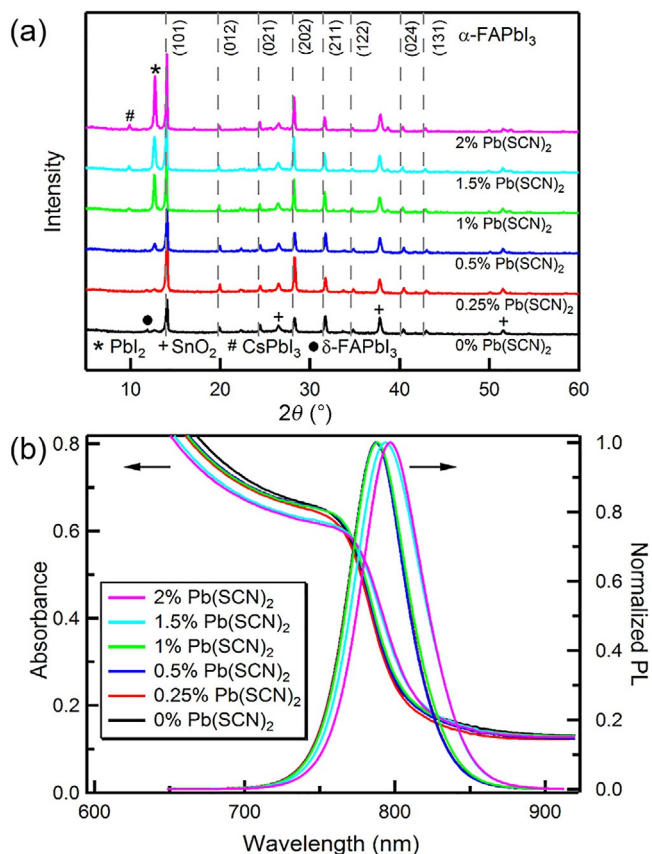 (a)
(101)
(012)
(021)
(202)
(211)
(122)
(024)
(131)
α-FAPbI₃
*
#
2% Pb(SCN)₂
1.5% Pb(SCN)₂
1% Pb(SCN)₂
0.5% Pb(SCN)₂
0.25% Pb(SCN)₂
0% Pb(SCN)₂
● + + +
* PbI₂ +SnO₂ # CsPbI₃ ●δ-FAPbI₃
Intensity
10 20 30 40 50 60
2θ (°)
(b)
0.8
0.6
0.4
0.2
0.0
Absorbance
1.0
0.8
0.6
0.4
0.2
0.0
Normalized PL
2% Pb(SCN)₂
1.5% Pb(SCN)₂
1% Pb(SCN)₂
0.5% Pb(SCN)₂
0.25% Pb(SCN)₂
0% Pb(SCN)₂
600 700 800 900
Wavelength (nm)